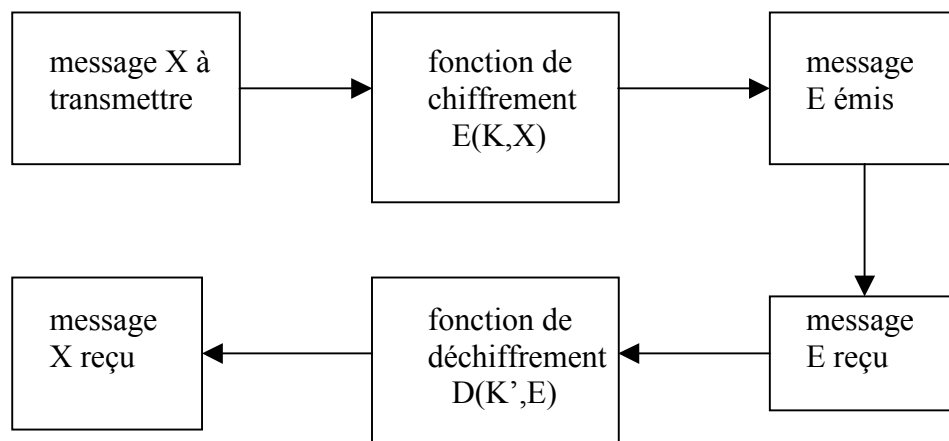 message X à
transmettre
fonction de
chiffrement
E(K,X)
message
E émis
message
X reçu
fonction de
déchiffrement
D(K’,E)
message
E reçu